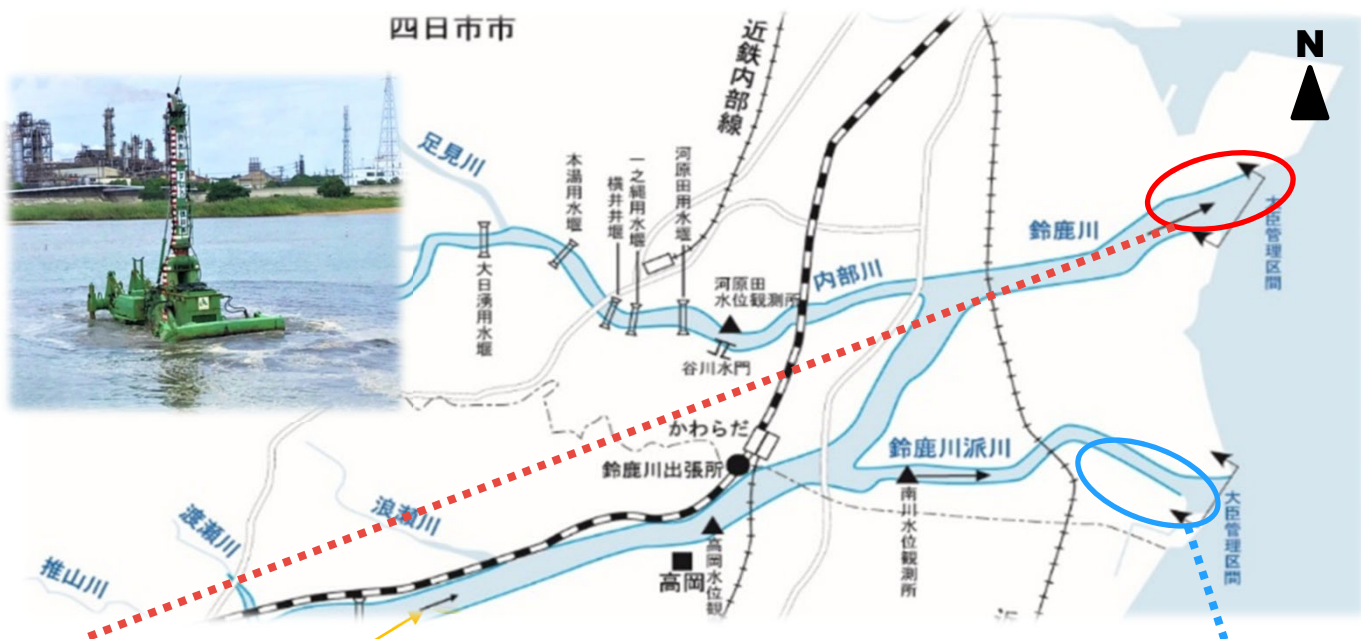 四日市市
近鉄内部線
N
足見川
本湯用水堰
横井井堰
一之縄用水堰
河原田用水堰
大日湧用水堰
鈴鹿川
大臣管理区間
内部川
河原田
水位観測所
谷川水門
かわらだ
鈴鹿川出張所
鈴鹿川派川
南川水位観測所
大臣管理区間
浪瀬川
渡瀬川
推山川
高岡
高岡水位観